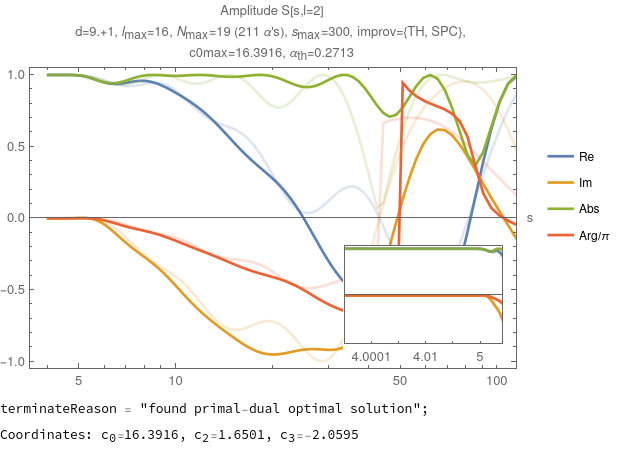 Amplitude S[s,l=2]
d=9.+1, lmax=16, Nmax=19 (211 α's), smax=300, improv={TH, SPC},
c0max=16.3916, αth=0.2713
1.0
0.5
0.0
-0.5
-1.0
s
Re
Im
Abs
Arg/π
4.0001 4.01 5
5 10 50 100
terminateReason = "found primal-dual optimal solution";
Coordinates: c0=16.3916, c2=1.6501, c3=-2.0595